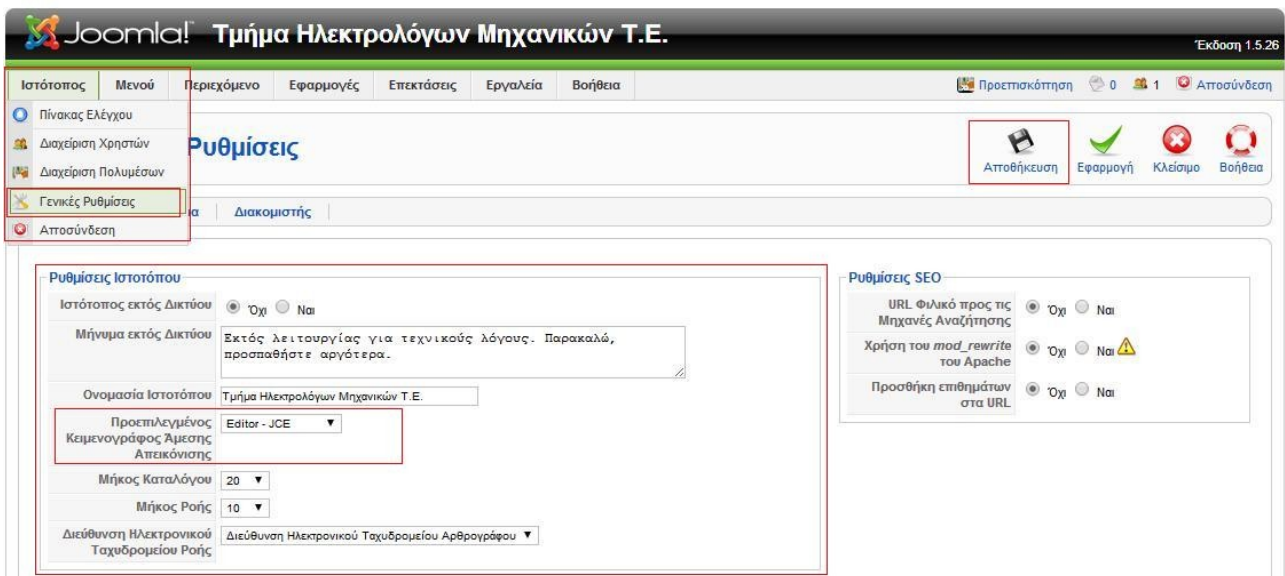 Joomla! Τμήμα Ηλεκτρολόγων Μηχανικών Τ.Ε.
Έκδοση 1.5.26
Ιστότοπος Μενού Περιεχόμενο Εφαρμογές Επεκτάσεις Εργαλεία Βοήθεια Προεπισκόπηση 0 1 Αποσύνδεση
Πίνακας Ελέγχου
Διαχείριση Χρηστών
Διαχείριση Πολυμέσων
Γενικές Ρυθμίσεις
Αποσύνδεση
Ρυθμίσεις
Αποθήκευση Εφαρμογή Κλείσιμο Βοήθεια
ια Διακομιστής
Ρυθμίσεις Ιστοτόπου
Ιστότοπος εκτός Δικτύου Όχι Ναι
Μήνυμα εκτός Δικτύου Εκτός λειτουργίας για τεχνικούς λόγους. Παρακαλώ,
προσπαθήστε αργότερα.
Ονομασία Ιστοτόπου Τμήμα Ηλεκτρολόγων Μηχανικών Τ.Ε.
Προεπιλεγμένος Editor - JCE
Κειμενογράφος Άμεσης
Απεικόνισης
Μήκος Καταλόγου 20
Μήκος Ροής 10
Διεύθυνση Ηλεκτρονικού Διεύθυνση Ηλεκτρονικού Ταχυδρομείου Αρθρογράφου
Ταχυδρομείου Ροής
Ρυθμίσεις SEO
URL Φιλικό προς τις Όχι Ναι
Μηχανές Αναζήτησης
Χρήση του mod_rewrite Όχι Ναι
του Apache
Προσθήκη επιθημάτων Όχι Ναι
στα URL